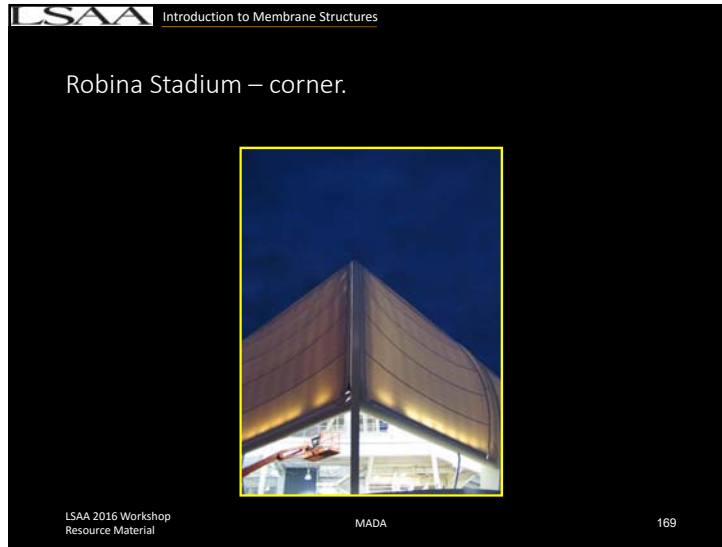 LSAA
Introduction to Membrane Structures
Robina Stadium – corner.
LSAA 2016 Workshop
Resource Material
MADA
169